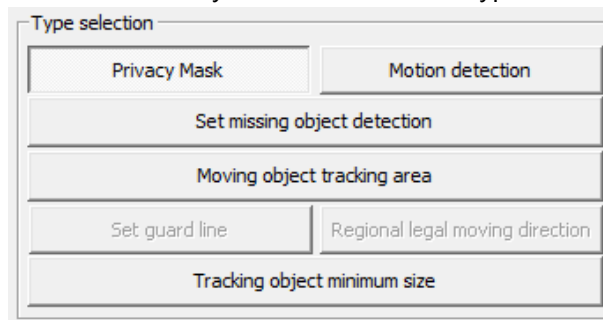 Type selection
Privacy Mask Motion detection
Set missing object detection
Moving object tracking area
Set guard line Regional legal moving direction
Tracking object minimum size